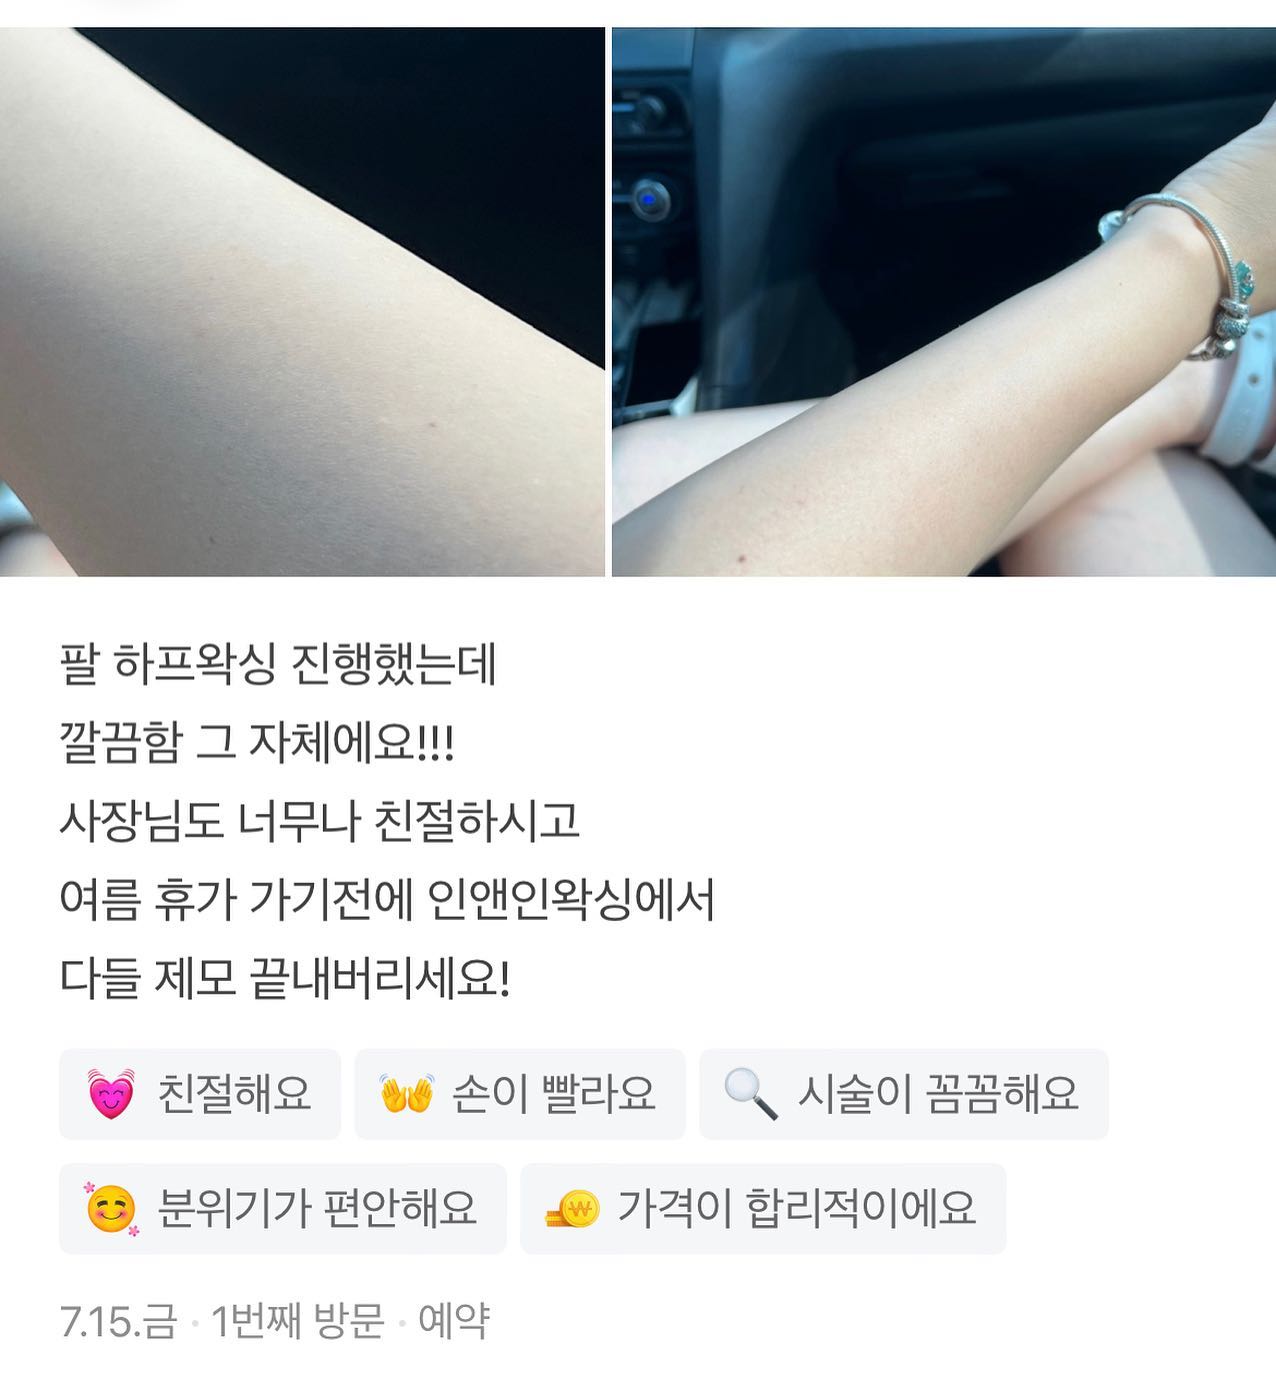 팔 하프왁싱 진행했는데
깔끔함 그 자체에요!!!
사장님도 너무나 친절하시고
여름 휴가 가기전에 인앤인왁싱에서
다들 제모 끝내버리세요!
친절해요 손이 빨라요 시술이 꼼꼼해요
분위기가 편안해요 가격이 합리적이에요
7.15.금 · 1번째 방문 · 예약